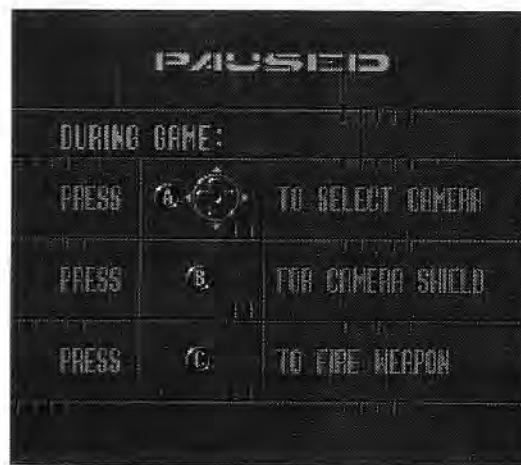 PAUSED
DURING GAME:
PRESS A. TO SELECT CAMERA
PRESS B. FOR CAMERA SHIELD
PRESS C. TO FIRE WEAPON